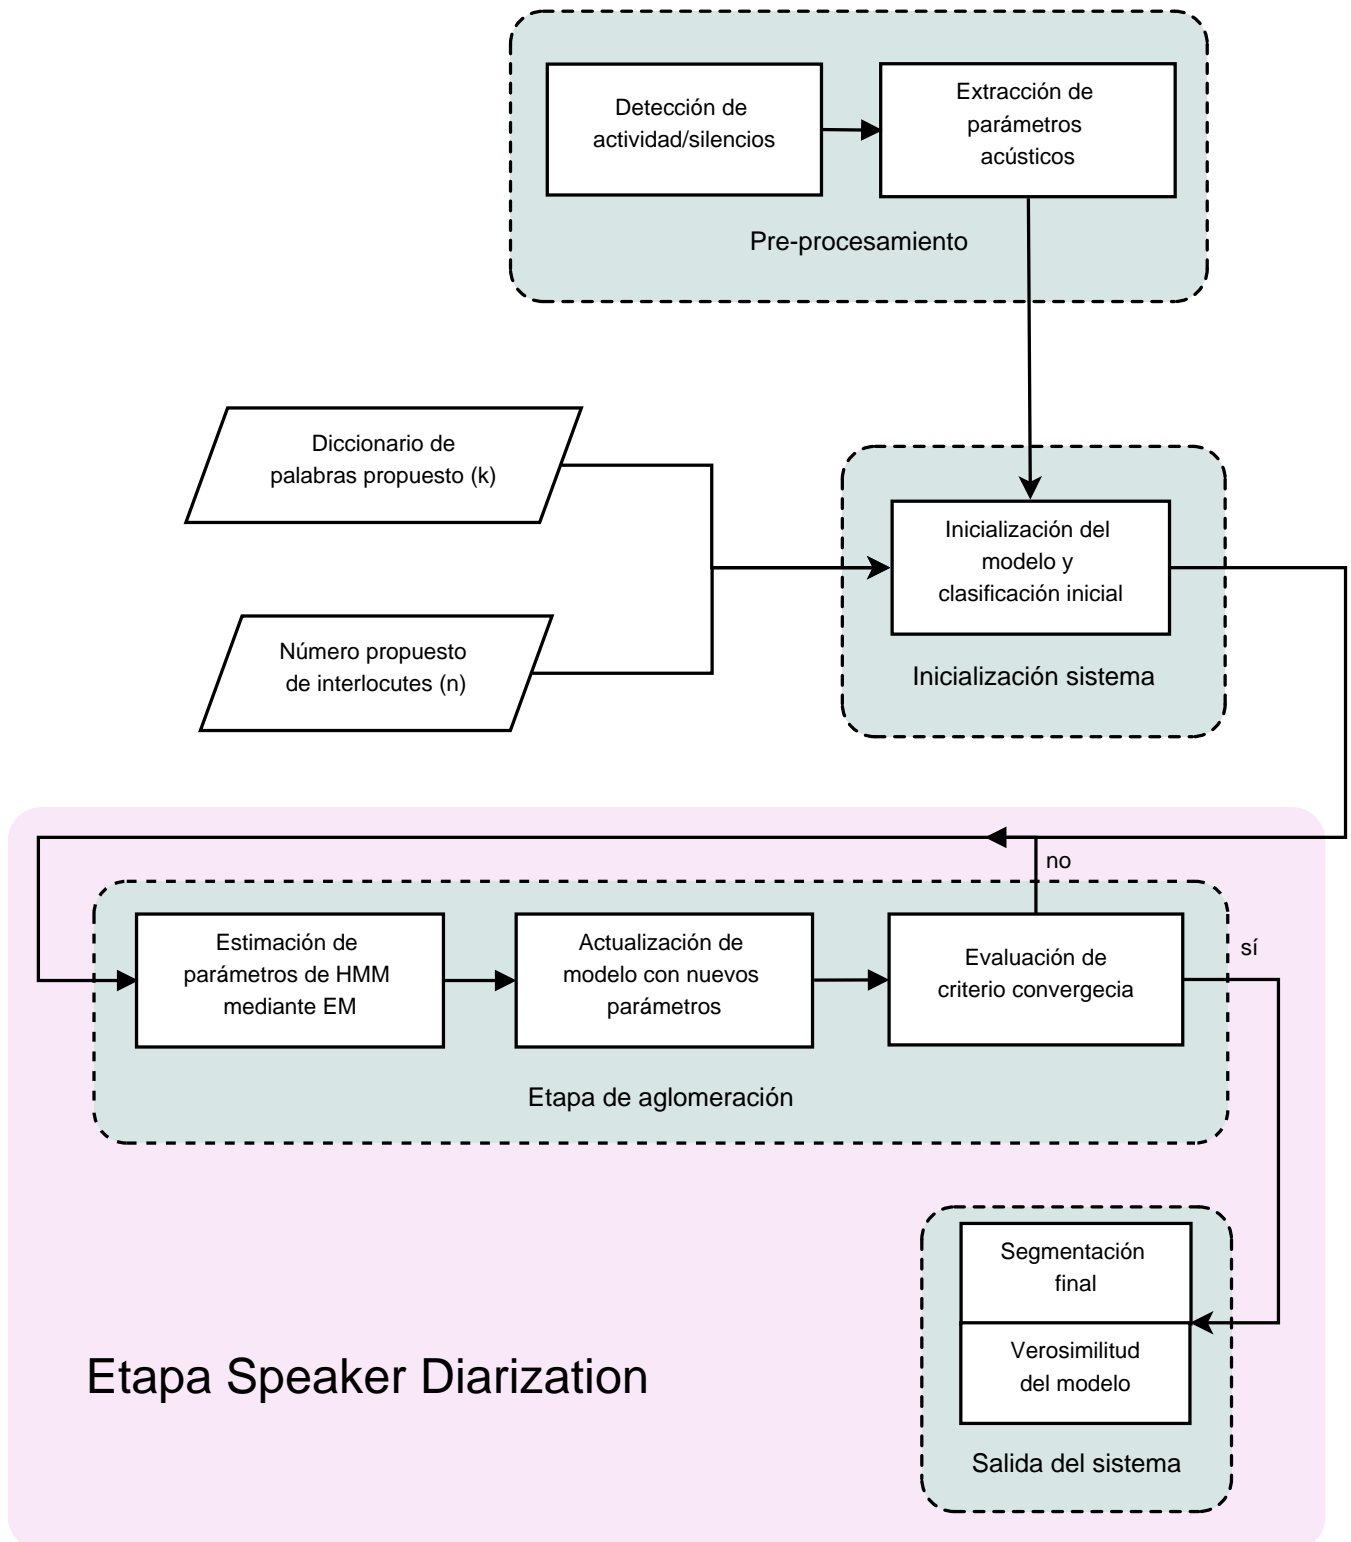 Detección de
actividad/silencios
Extracción de
parámetros
acústicos
Pre-procesamiento
Diccionario de
palabras propuesto (k)
Número propuesto
de interlocutes (n)
Inicialización del
modelo y
clasificación inicial
Inicialización sistema
no
sí
Estimación de
parámetros de HMM
mediante EM
Actualización de
modelo con nuevos
parámetros
Evaluación de
criterio convergecia
Etapa de aglomeración
Segmentación
final
Verosimilitud
del modelo
Salida del sistema
Etapa Speaker Diarization